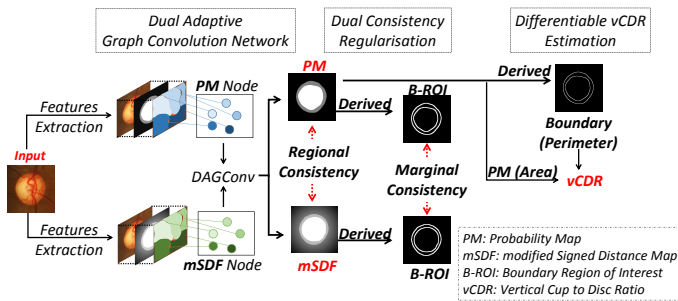 Dual Adaptive
Graph Convolution Network
Dual Consistency
Regularisation
Differentiable vCDR
Estimation
Input
Features
Extraction
Features
Extraction
PM Node
DAGConv
mSDF Node
PM
Regional
Consistency
mSDF
Derived
Derived
B-ROI
Marginal
Consistency
B-ROI
Derived
Boundary
(Perimeter)
PM (Area)
vCDR
PM: Probability Map
mSDF: modified Signed Distance Map
B-ROI: Boundary Region of Interest
vCDR: Vertical Cup to Disc Ratio